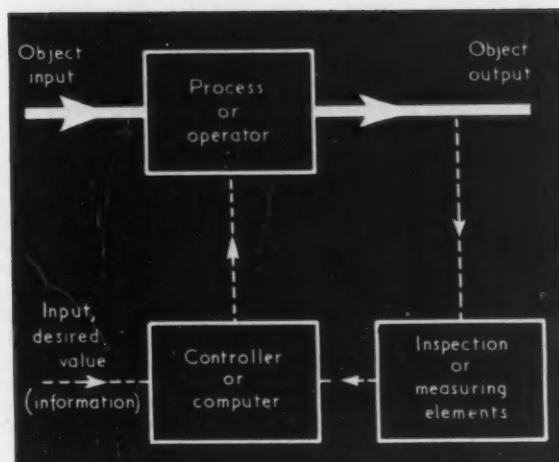 Object
input
Process
or
operator
Object
output
Input,
desired
value
(information)
Controller
or
computer
Inspection
or
measuring
elements